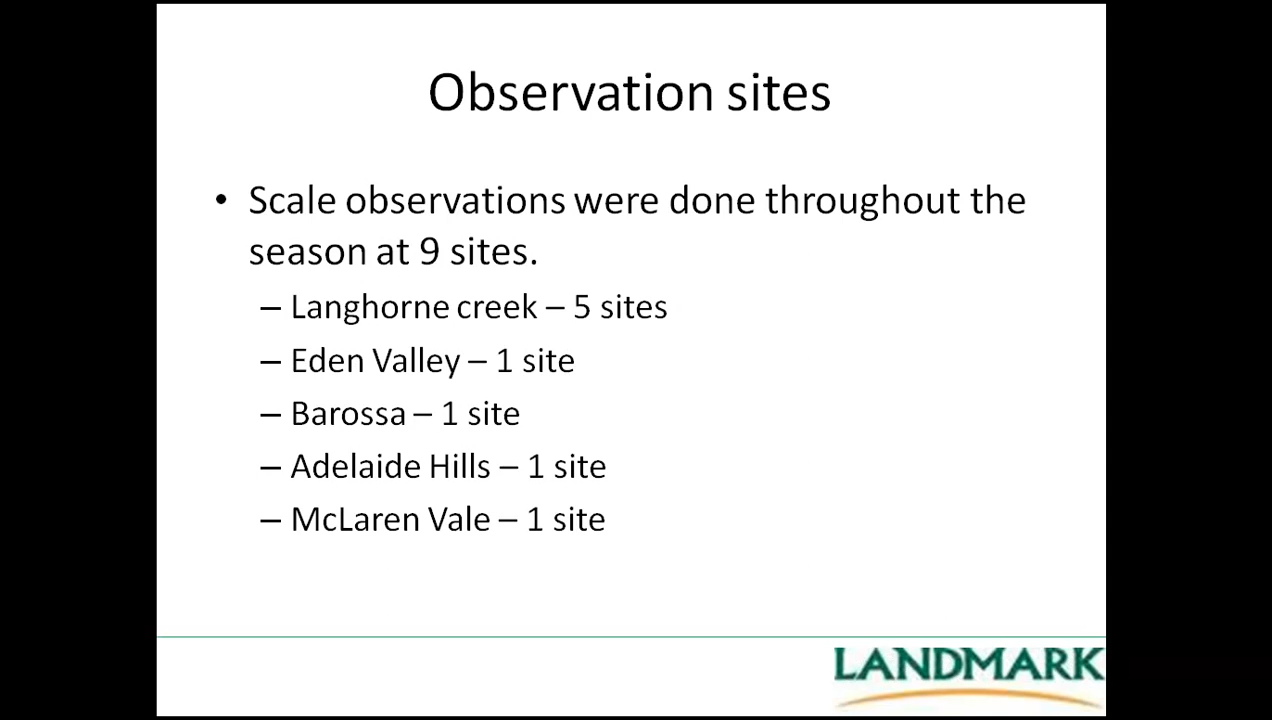 Observation sites
• Scale observations were done throughout the
season at 9 sites.
– Langhorne creek – 5 sites
– Eden Valley – 1 site
– Barossa – 1 site
– Adelaide Hills – 1 site
– McLaren Vale – 1 site
LANDMARK